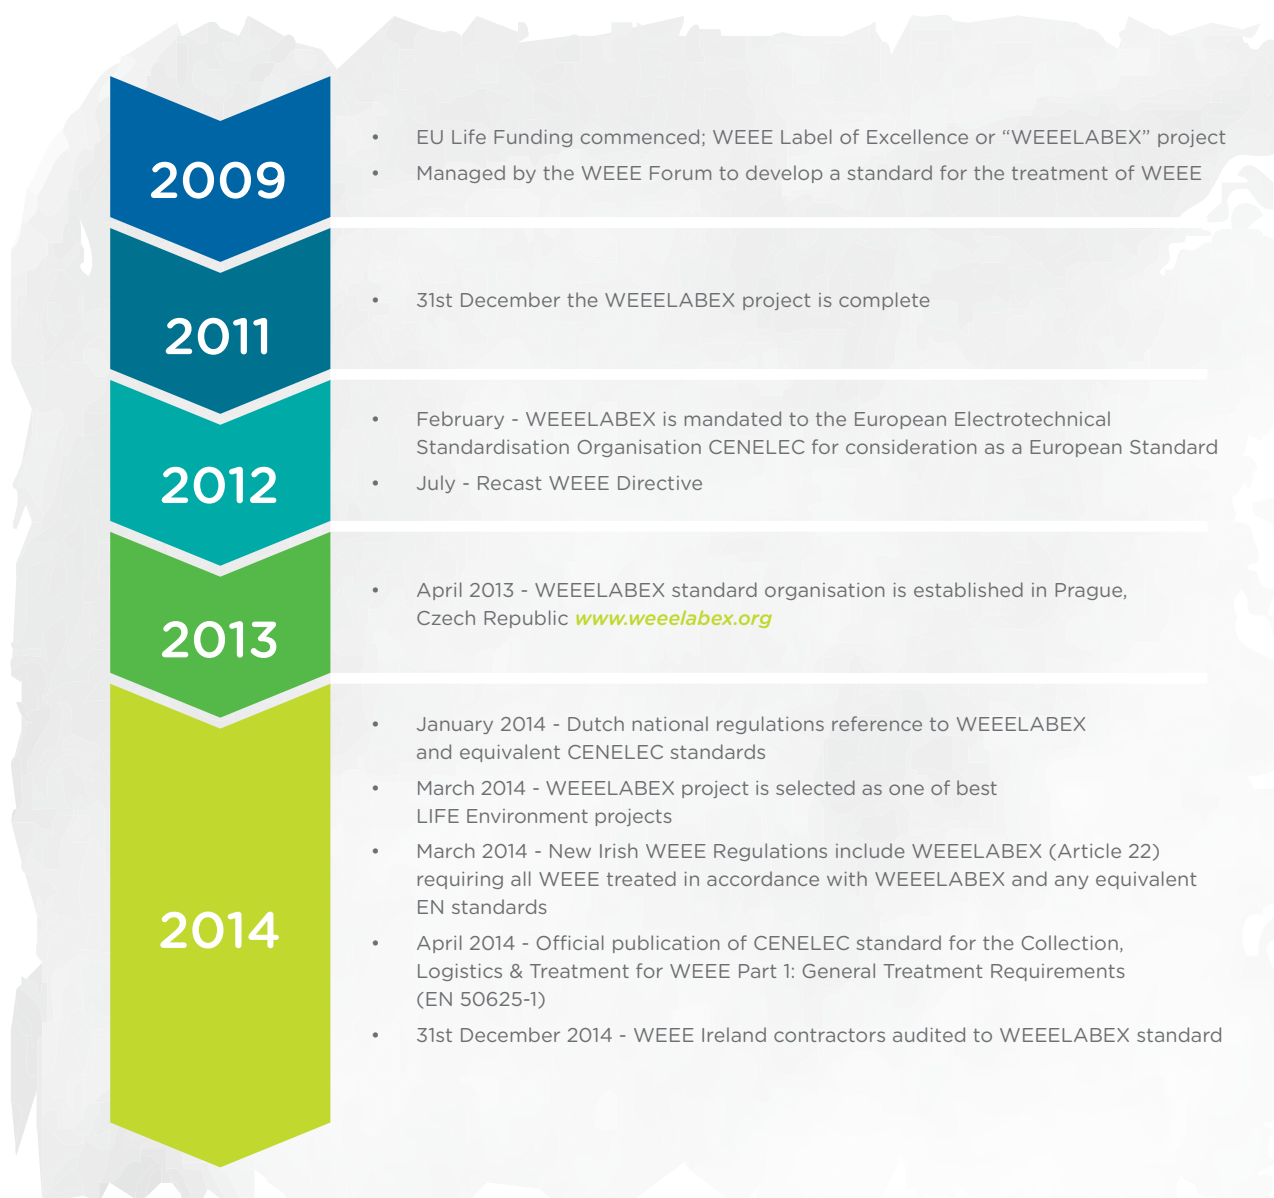 2009
• EU Life Funding commenced; WEEE Label of Excellence or “WEEELABEX” project
• Managed by the WEEE Forum to develop a standard for the treatment of WEEE
2011
• 31st December the WEEELABEX project is complete
2012
• February - WEEELABEX is mandated to the European Electrotechnical
Standardisation Organisation CENELEC for consideration as a European Standard
• July - Recast WEEE Directive
2013
• April 2013 - WEEELABEX standard organisation is established in Prague,
Czech Republic www.weeelabex.org
2014
• January 2014 - Dutch national regulations reference to WEEELABEX
and equivalent CENELEC standards
• March 2014 - WEEELABEX project is selected as one of best
LIFE Environment projects
• March 2014 - New Irish WEEE Regulations include WEEELABEX (Article 22)
requiring all WEEE treated in accordance with WEEELABEX and any equivalent
EN standards
• April 2014 - Official publication of CENELEC standard for the Collection,
Logistics & Treatment for WEEE Part 1: General Treatment Requirements
(EN 50625-1)
• 31st December 2014 - WEEE Ireland contractors audited to WEEELABEX standard